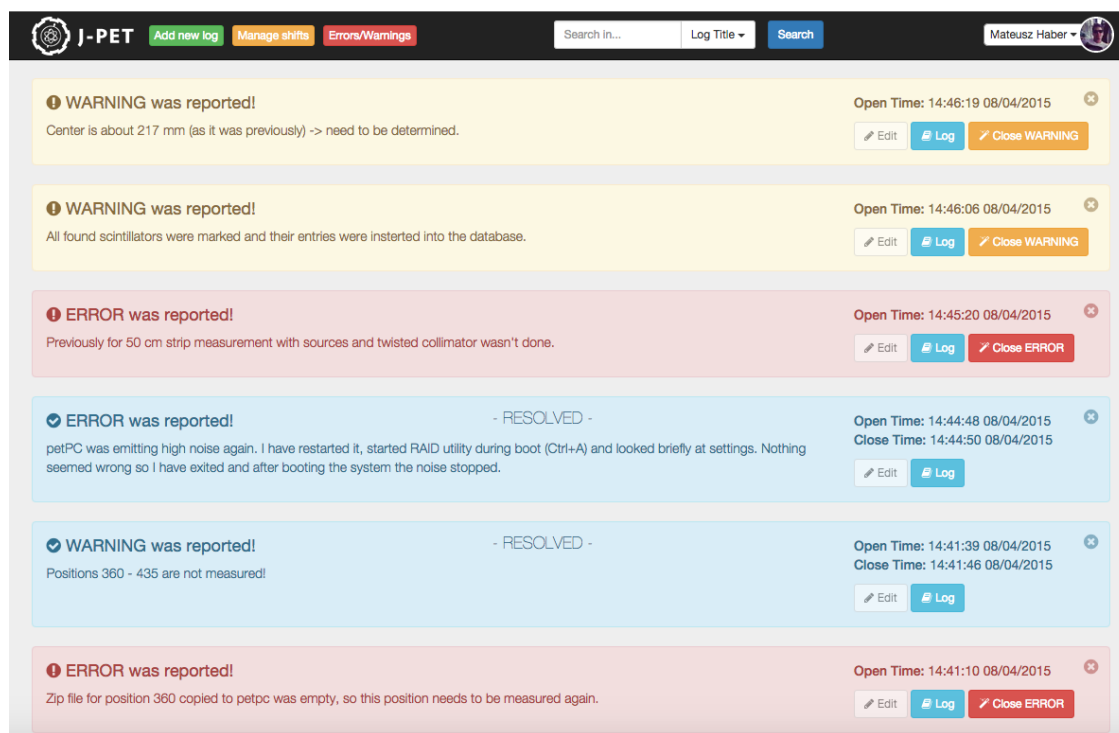 J-PET Add new log Manage shifts Errors/Warnings Search in... Log Title Search Mateusz Haber
WARNING was reported!
Center is about 217 mm (as it was previously) -> need to be determined.
Open Time: 14:46:19 08/04/2015
Edit Log Close WARNING
WARNING was reported!
All found scintillators were marked and their entries were insterted into the database.
Open Time: 14:46:06 08/04/2015
Edit Log Close WARNING
ERROR was reported!
Previously for 50 cm strip measurement with sources and twisted collimator wasn't done.
Open Time: 14:45:20 08/04/2015
Edit Log Close ERROR
ERROR was reported!
- RESOLVED -
petPC was emitting high noise again. I have restarted it, started RAID utility during boot (Ctrl+A) and looked briefly at settings. Nothing
seemed wrong so I have exited and after booting the system the noise stopped.
Open Time: 14:44:48 08/04/2015
Close Time: 14:44:50 08/04/2015
Edit Log
WARNING was reported!
- RESOLVED -
Positions 360 - 435 are not measured!
Open Time: 14:41:39 08/04/2015
Close Time: 14:41:46 08/04/2015
Edit Log
ERROR was reported!
Zip file for position 360 copied to petpc was empty, so this position needs to be measured again.
Open Time: 14:41:10 08/04/2015
Edit Log Close ERROR